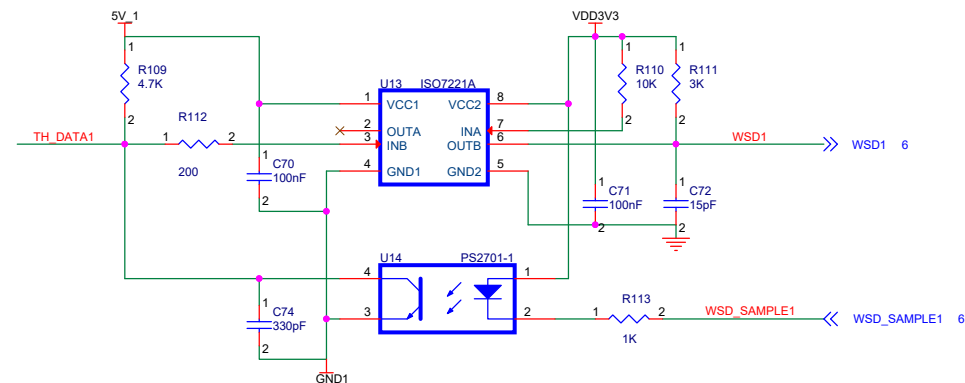 5V_1
VDD3V3
1
R109
4.7K
2
U13
ISO7221A
1
R110
10K
2
1
R111
3K
2
1
VCC1
VCC2
8
2
OUTA
INA
7
3
INB
OUTB
6
4
GND1
GND2
5
TH_DATA1
1
R112
2
200
WSD1
WSD1 6
1
C70
100nF
2
1
C71
100nF
2
1
C72
15pF
2
U14
PS2701-1
4
1
3
2
1
C74
330pF
2
1
R113
2
1K
WSD_SAMPLE1
WSD_SAMPLE1 6
GND1